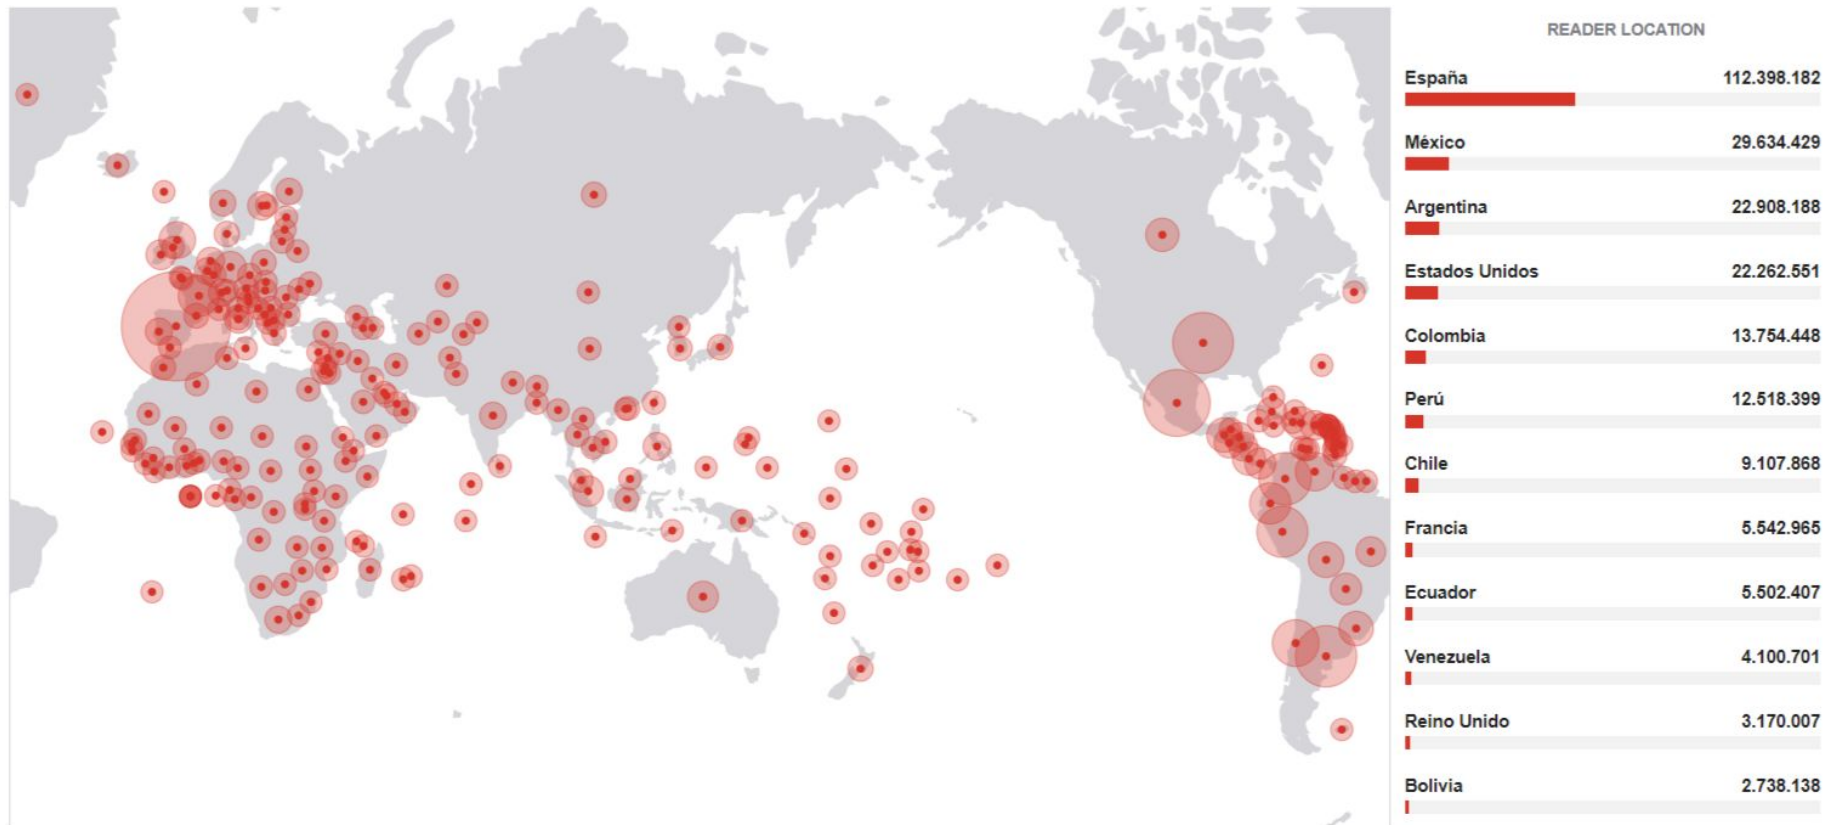 READER LOCATION
España 112.398.182
México 29.634.429
Argentina 22.908.188
Estados Unidos 22.262.551
Colombia 13.754.448
Perú 12.518.399
Chile 9.107.868
Francia 5.542.965
Ecuador 5.502.407
Venezuela 4.100.701
Reino Unido 3.170.007
Bolivia 2.738.138